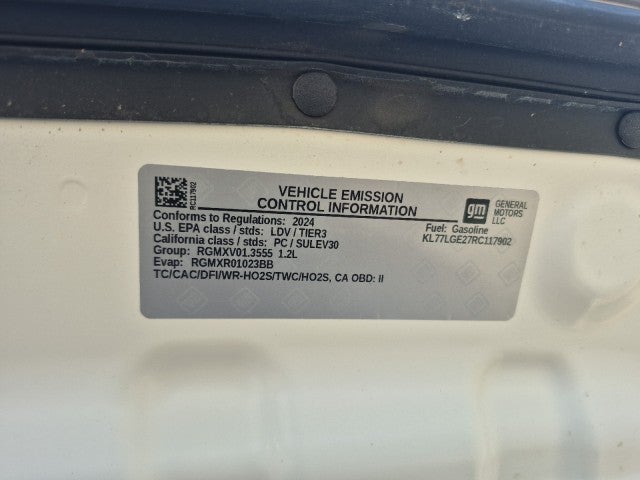 RC117902
VEHICLE EMISSION
CONTROL INFORMATION
gm
GENERAL
MOTORS
LLC
Conforms to Regulations: 2024
U.S. EPA class / stds: LDV / TIER3
California class / stds: PC / SULEV30
Group: RGMXV01.3555 1.2L
Evap: RGMXR01023BB
TC/CAC/DFI/WR-HO2S/TWC/HO2S, CA OBD: II
Fuel: Gasoline
KL77LGE27RC117902